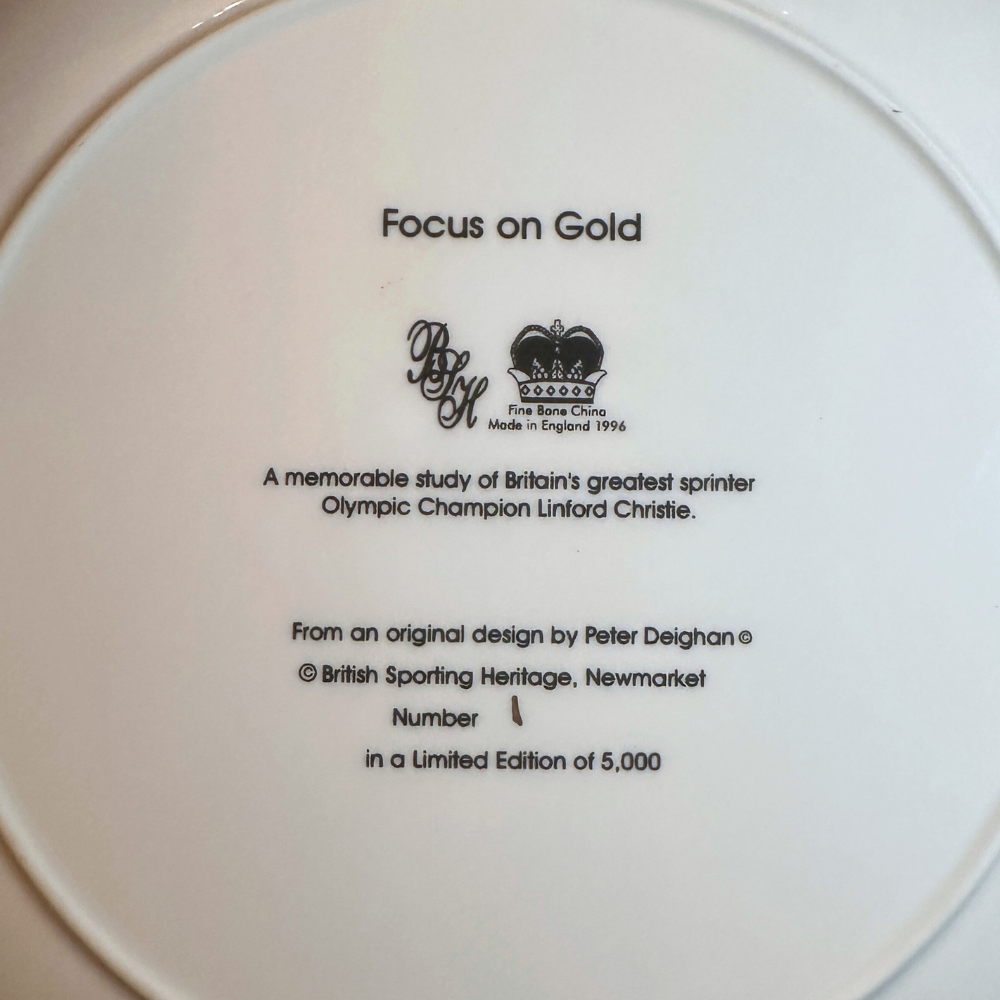 Focus on Gold
BSH
Fine Bone China
Made in England 1996
A memorable study of Britain's greatest sprinter
Olympic Champion Linford Christie.
From an original design by Peter Deighan ©
© British Sporting Heritage, Newmarket
Number 1
in a Limited Edition of 5,000